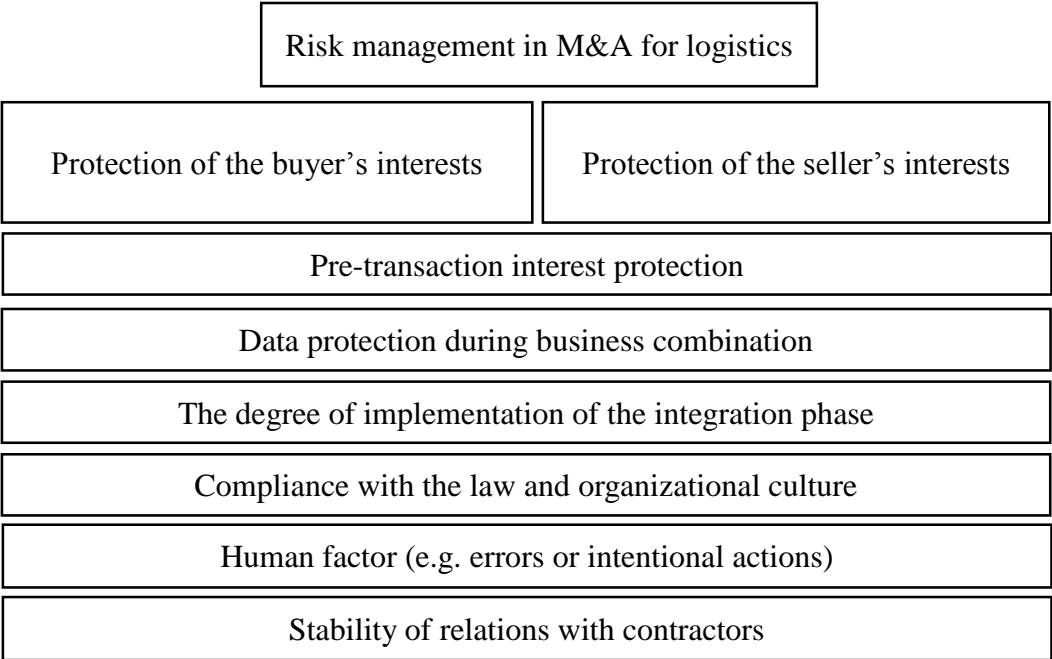 Risk management in M&A for logistics
Protection of the buyer’s interests
Protection of the seller’s interests
Pre-transaction interest protection
Data protection during business combination
The degree of implementation of the integration phase
Compliance with the law and organizational culture
Human factor (e.g. errors or intentional actions)
Stability of relations with contractors